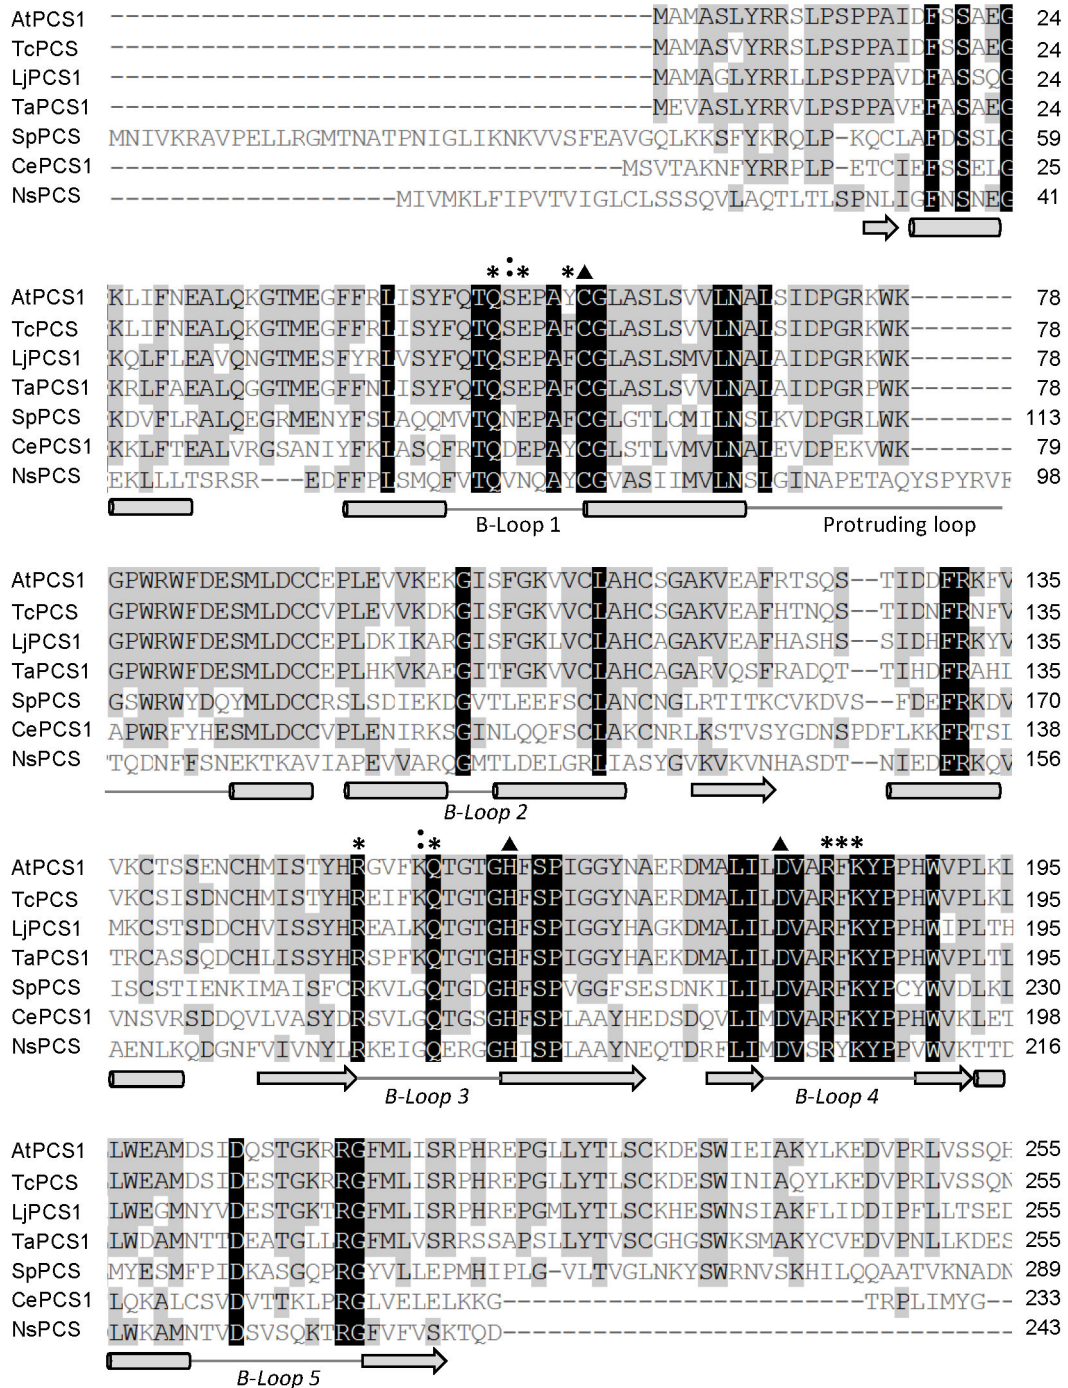 AtPCS1 ------------------------------------MAMASLYRRSLPSPPAIDFSSAEG 24
TcPCS ------------------------------------MAMASVYRRSLPSPPAIDFSSAEG 24
LjPCS1 ------------------------------------MAMAGLYRRLLPSPPAVDFASSQG 24
TaPCS1 ------------------------------------MEVASLYRRVLPSPPAVEFASAEG 24
SpPCS MNIVKRAVPELLRGMTNATPNIGLIKNKVVSFEAVGQLKKSFYKRQLP-KQCLAFDSSLG 59
CePCS1 ----------------------------------MSVTAKNFYRRPLP-ETCIEFSSELG 25
NsPCS -------------------MIVMKLFIPVTVIGLCLSSSQVLAQTLTLSPNLIGFNSNEG 41
* : * * ▲
AtPCS1 KLIFNEALQKGTMEGFFRLISYFQTQSEPAYCGLASLSVVLNALSIDPGRKWK------- 78
TcPCS KLIFNEALQKGTMEGFFRLISYFQTQSEPAFCGLASLSVVLNALSIDPGRKWK------- 78
LjPCS1 KQLFLEAVQNGTMESFYRLVSYFQTQSEPAFCGLASLSMVLNALAIDPGRKWK------- 78
TaPCS1 KRLFAEALQGGTMEGFFNLISYFQTQSEPAFCGLASLSVVLNALAIDPGRPWK------- 78
SpPCS KDVFLRALQEGRMENYFSLAQQMVTQNEPAFCGLGTLCMILNSLKVDPGRLWK------- 113
CePCS1 KKLFTEALVRGSANIYFKLASQFRTQDEPAYCGLSTLVMVLNALEVDPEKVWK------- 79
NsPCS EKLLLTSRSR---EDFFPLSMQFVTQVNQAYCGVASIIMVLNSLGINAPETAQYSPYRVF 98
B-Loop 1 Protruding loop
AtPCS1 GPWRWFDESMLDCCEPLEVVKEKGISFGKVVCLAHCSGAKVEAFRTSQS--TIDDFRKFV 135
TcPCS GPWRWFDESMLDCCVPLEVVKDKGISFGKVVCLAHCSGAKVEAFHTNQS--TIDNFRNFV 135
LjPCS1 GPWRWFDESMLDCCEPLDKIKARGISFGKLVCLAHCAGAKVEAFHASHS--SIDHFRKYV 135
TaPCS1 GPWRWFDESMLDCCEPLHKVKAEGITFGKVVCLAHCAGARVQSFRADQT--TIHDFRAHI 135
SpPCS GSWRWYDQYMLDCCRSLSDIEKDGVTLEEFSCLANCNGLRTITKCVKDVS-FDEFRKDV 170
CePCS1 APWRFYHESMLDCCVPLENIRKSGINLQQFSCLAKCNRLKSTVSYGDNSPDFLKKFRTSL 138
NsPCS TQDNFFSNEKTKAVIAPEVVARQGMTLDELGRLIASYGVKVKVNHASDT--NIEDFRKQV 156
B-Loop 2
* : * ▲ ▲ ***
AtPCS1 VKCTSSENCHMISTYHRGVFKQTGTGHFSPIGGYNAERDMALILDVARFKYPPHWVPLKL 195
TcPCS VKCSISDNCHMISTYHREIFKQTGTGHFSPIGGYNAERDMALILDVARFKYPPHWVPLKL 195
LjPCS1 MKCSTSDDCHVISSYHREALKQTGTGHFSPIGGYHAGKDMALILDVARFKYPPHWIPLTH 195
TaPCS1 TRCASSQDCHLISSYHRSPFKQTGTGHFSPIGGYHAEKDMALILDVARFKYPPHWVPLTL 195
SpPCS ISCSTIENKIMAISFCRKVLGQTGDGHFSPVGGFSESDNKILILDVARFKYPCYWVDLKL 230
CePCS1 VNSVRSDDQVLVASYDRSVLGQTGSGHFSPLAAYHEDSDQVLIMDVARFKYPPHWVKLET 198
NsPCS AENLKQDGNFVIVNYLRKEIGQERGGHISPLAAYNEQTDRFLIMDVSRYKYPPVWVKTTD 216
B-Loop 3 B-Loop 4
AtPCS1 LWEAMDSIDQSTGKRRGFMLISRPHREPGLLYTLSCKDESWIEIAKYLKEDVPRLVSSQH 255
TcPCS LWEAMDSIDESTGKRRGFMLISRPHREPGLLYTLSCKDESWINIAQYLKEDVPRLVSSQN 255
LjPCS1 LWEGMNYVDESTGKTRGFMLISRPHREPGMLYTLSCKHESWNSIAKFLIDDIPFLLTSED 255
TaPCS1 LWDAMNTTDEATGLLRGFMLVSRRSSAPSLLYTVSCGHGSWKSMAKYCVEDVPNLLKDES 255
SpPCS MYESMFPIDKASGQPRGYVLLEPMHIPLG-VLTVGLNKYSWRNVSKHILQQAATVKNADN 289
CePCS1 LQKALCSVDVTTKLPRGLVELELKKG------------------------TRPLIMYG-- 233
NsPCS LWKAMNTVDSVSQKTRGFVFVSKTQD---------------------------------- 243
B-Loop 5